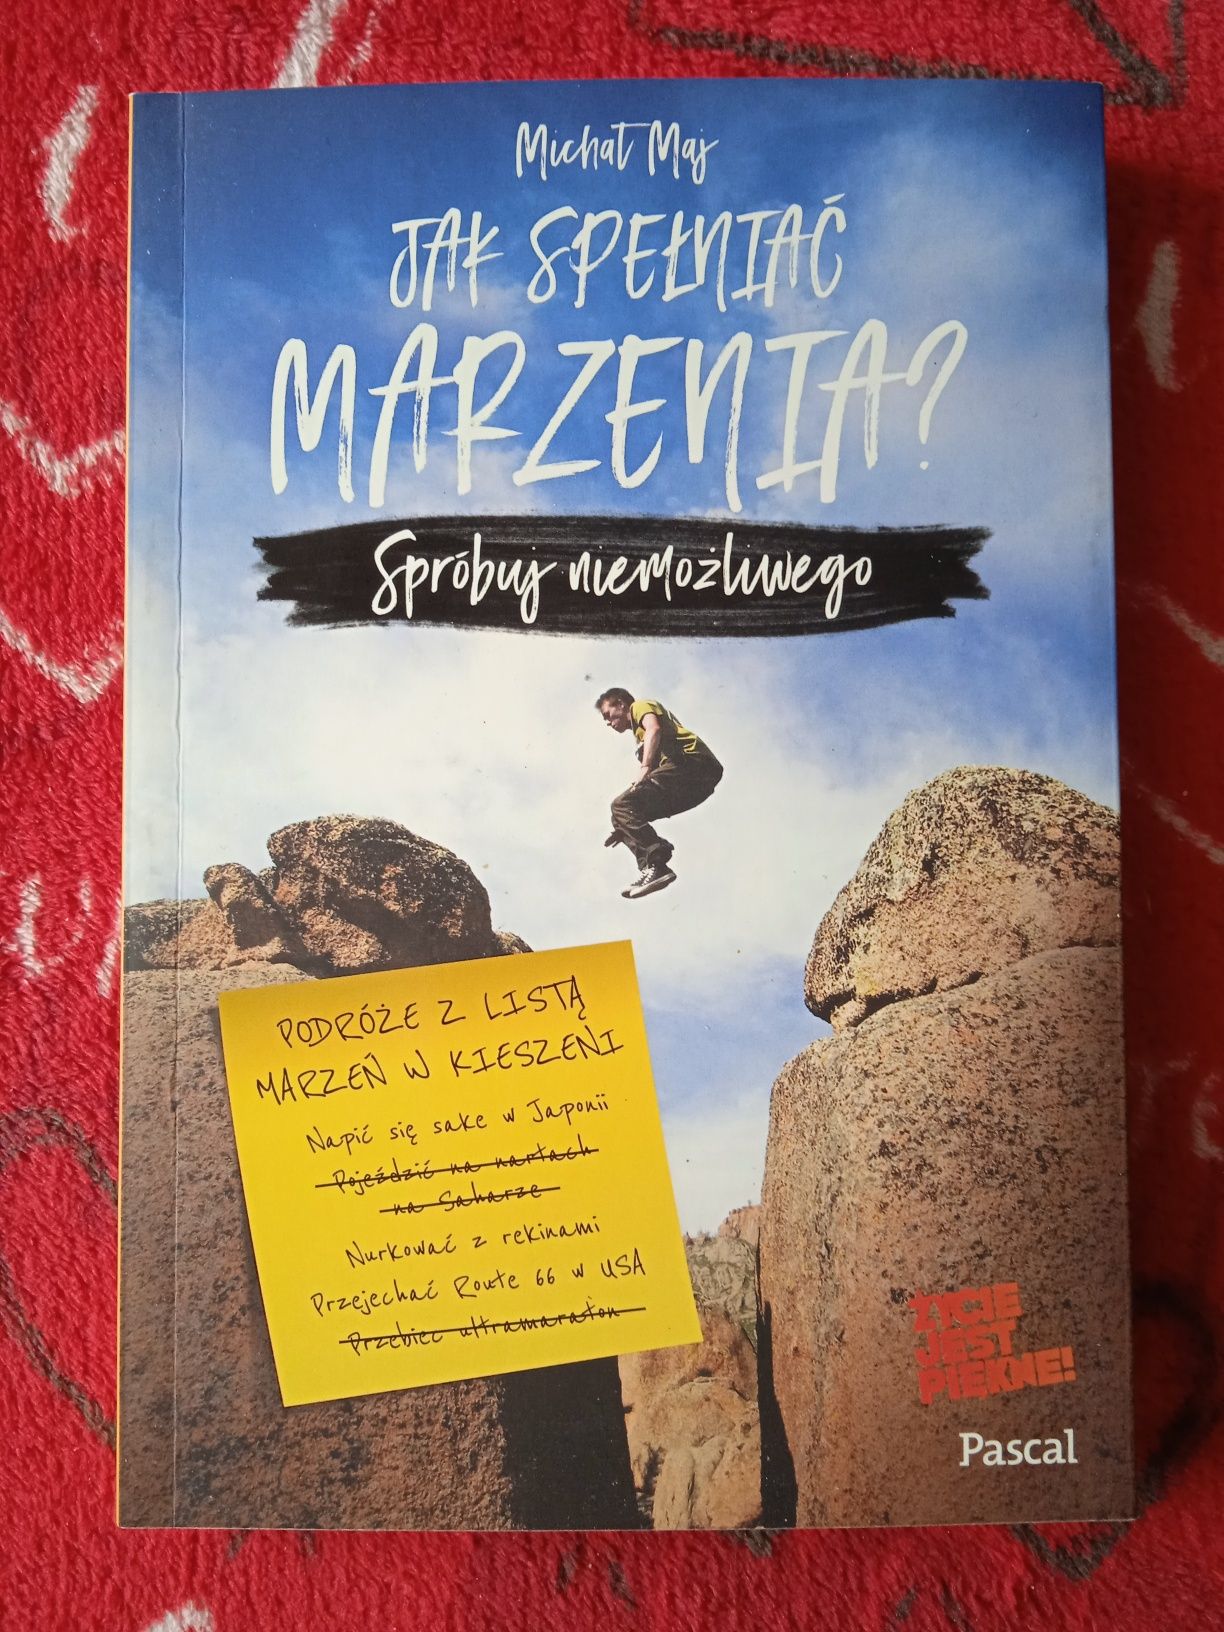 Michał Maj
JAK SPEŁNIAĆ
MARZENIA?
Spróbuj niemożliwego
PODRÓŻE Z LISTĄ
MARZEŃ W KIESZENI
Napić się sake w Japonii
Pojeździć na nartach
na Saharze
Nurkować z rekinami
Przejechać Route 66 w USA
Przebiec ultramaraton
ŻYCIE
JEST
PIĘKNE!
Pascal